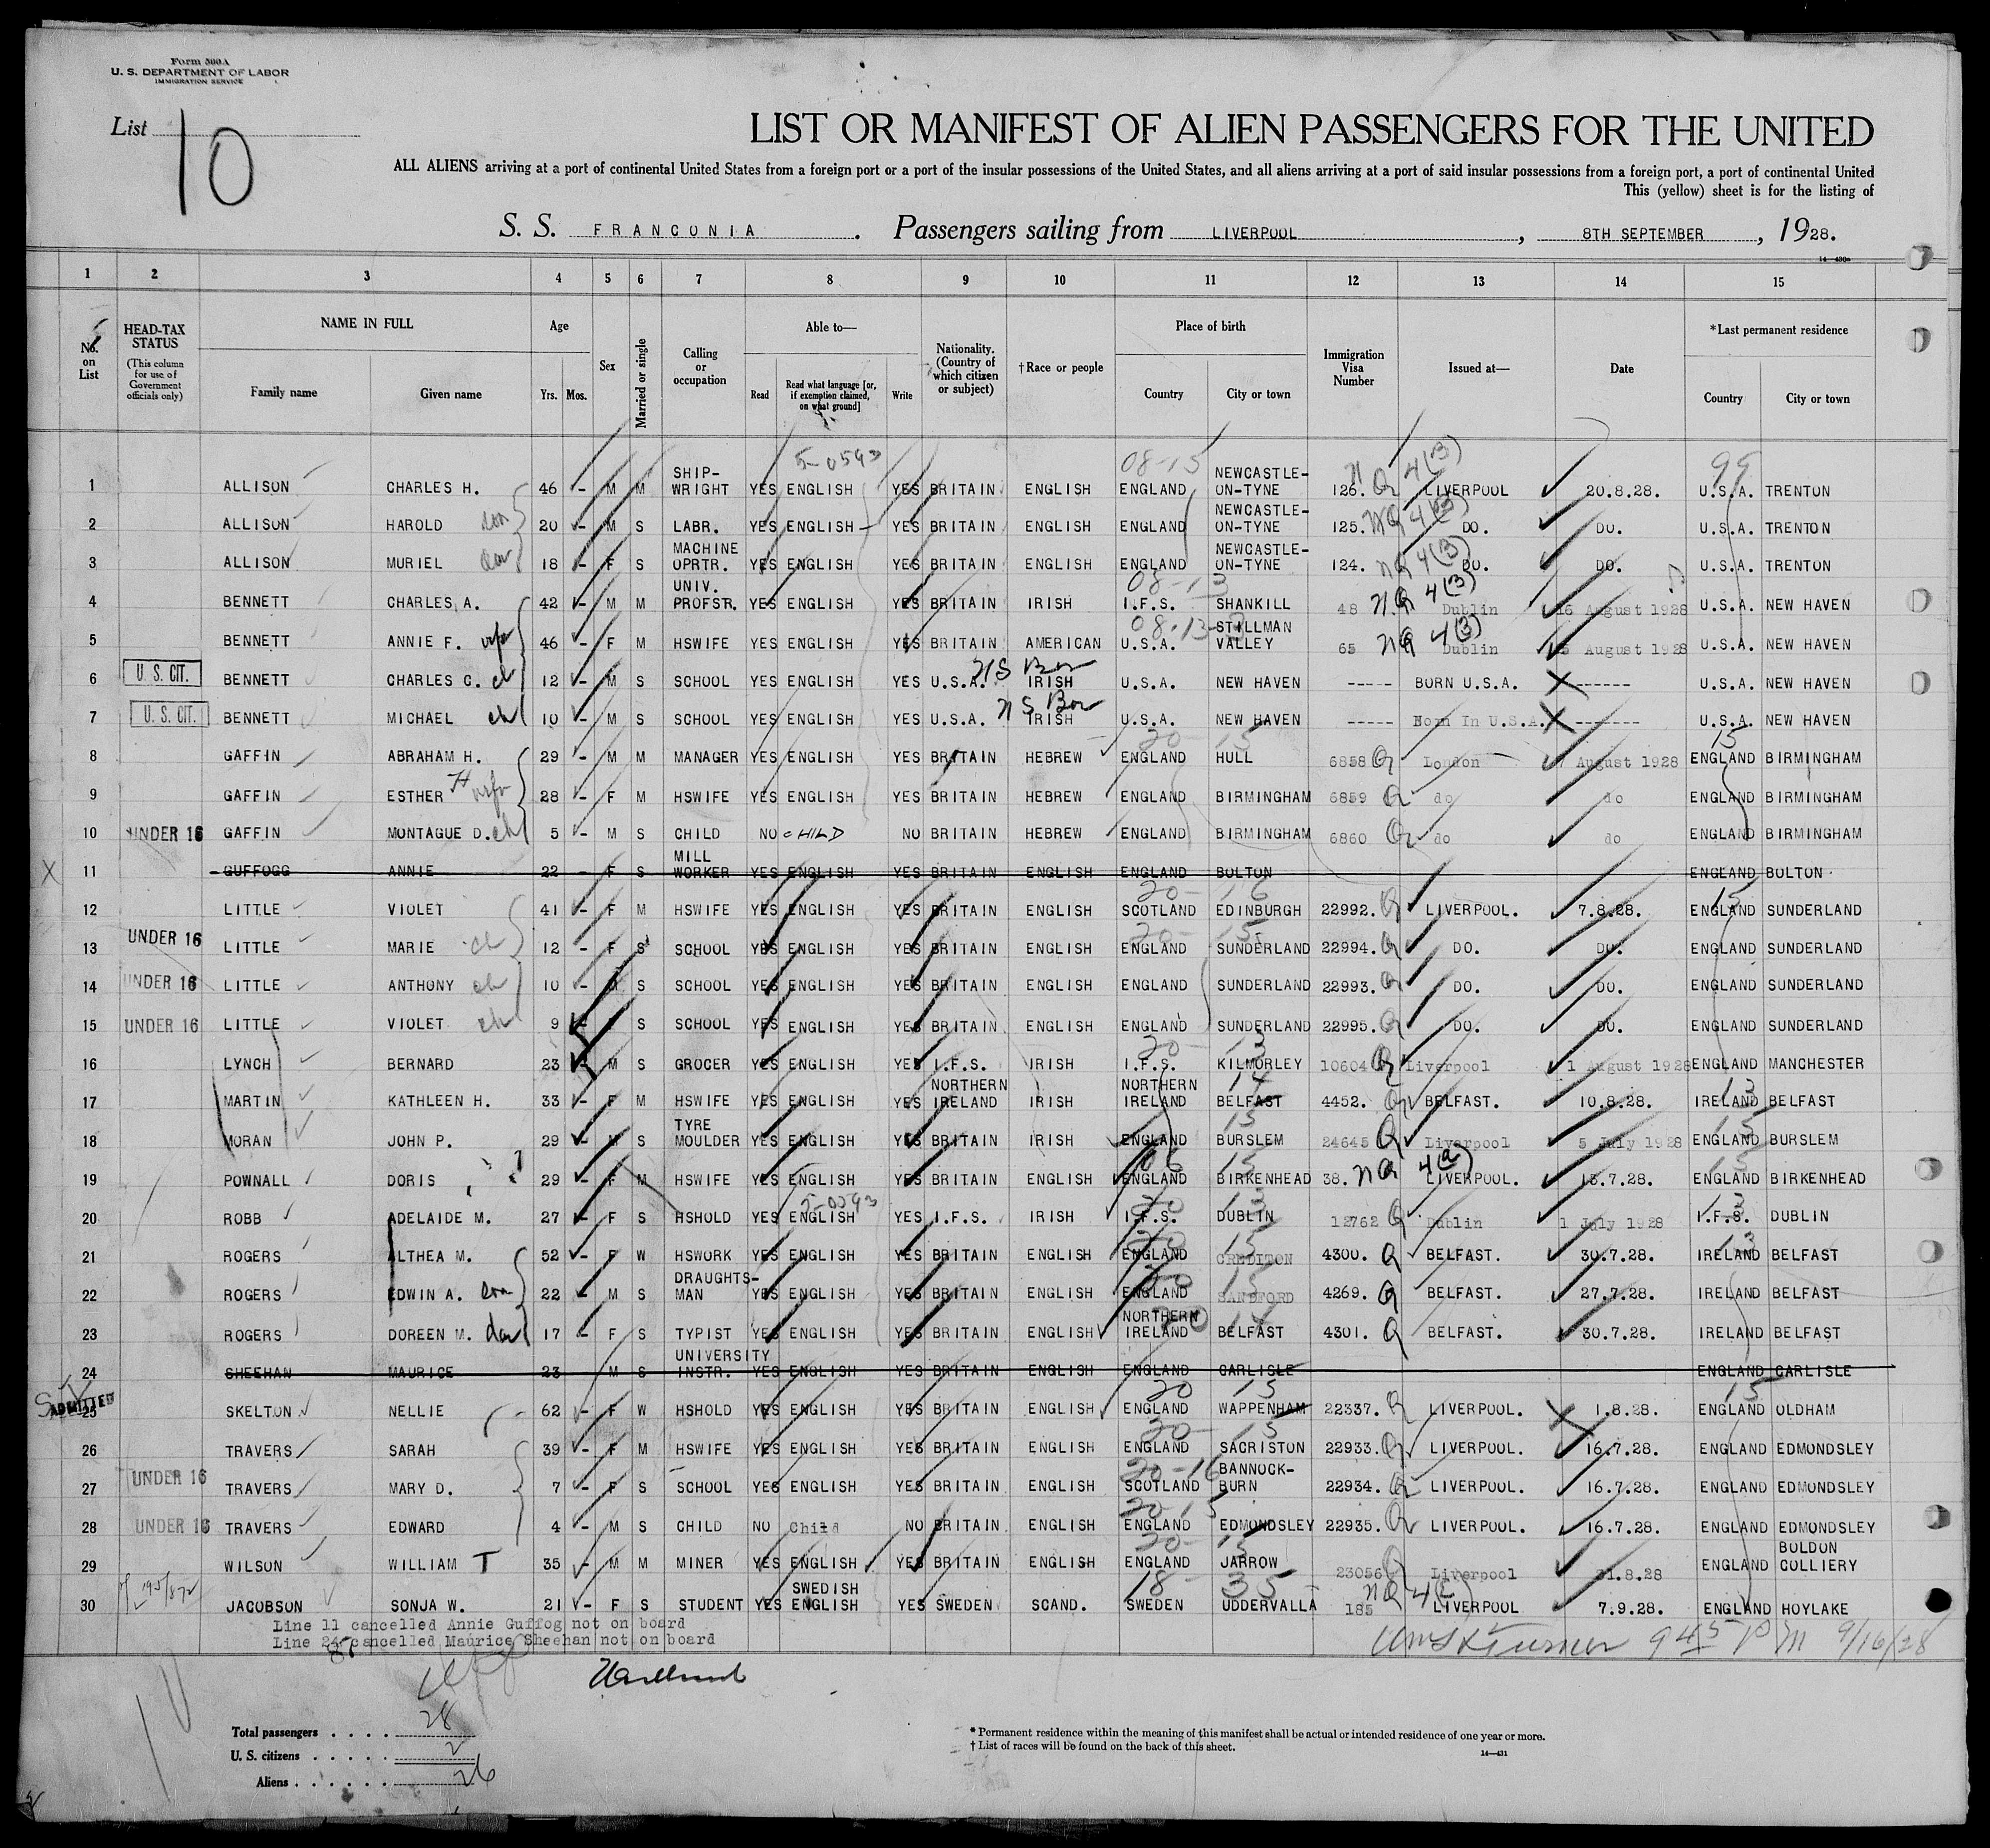 Form 500A
U. S. DEPARTMENT OF LABOR
IMMIGRATION SERVICE
List 10
LIST OR MANIFEST OF ALIEN PASSENGERS FOR THE UNITED
ALL ALIENS arriving at a port of continental United States from a foreign port or a port of the insular possessions of the United States, and all aliens arriving at a port of said insular possessions from a foreign port, a port of continental United
This (yellow) sheet is for the listing of
S. S. FRANCONIA. Passengers sailing from LIVERPOOL, 8TH SEPTEMBER, 1928.
1 2 3 4 5 6 7 8 9 10 11 12 13 14 15
No. on List
HEAD-TAX STATUS (This column for use of Government officials only)
NAME IN FULL Family name Given name
Age Yrs. Mos.
Sex
Married or single
Calling or occupation
Able to— Read Read what language [or, if exemption claimed, on what ground] Write
Nationality. (Country of which citizen or subject)
†Race or people
Place of birth Country City or town
Immigration Visa Number
Issued at—
Date
*Last permanent residence Country City or town
1 ALLISON CHARLES H. 46 - M M SHIP-WRIGHT YES ENGLISH YES BRITAIN ENGLISH ENGLAND NEWCASTLE-ON-TYNE 126. LIVERPOOL 20.8.28. U.S.A. TRENTON
2 ALLISON HAROLD son 20 - M S LABR. YES ENGLISH YES BRITAIN ENGLISH ENGLAND NEWCASTLE-ON-TYNE 125. DO. DO. U.S.A. TRENTON
3 ALLISON MURIEL dau 18 - F S MACHINE OPRTR. YES ENGLISH YES BRITAIN ENGLISH ENGLAND NEWCASTLE-ON-TYNE 124. DO. DO. U.S.A. TRENTON
4 BENNETT CHARLES A. 42 - M M UNIV. PROFSTR. YES ENGLISH YES BRITAIN IRISH I.F.S. SHANKILL 48 Dublin 16 August 1928 U.S.A. NEW HAVEN
5 BENNETT ANNIE F. wife 46 - F M HSWIFE YES ENGLISH YES BRITAIN AMERICAN U.S.A. STILLMAN VALLEY 65 Dublin August 1928 U.S.A. NEW HAVEN
6 U. S. CIT. BENNETT CHARLES C. ch 12 - M S SCHOOL YES ENGLISH YES U.S.A. US Born IRISH U.S.A. NEW HAVEN ----- BORN U.S.A. ------ U.S.A. NEW HAVEN
7 U. S. CIT. BENNETT MICHAEL ch 10 - M S SCHOOL YES ENGLISH YES U.S.A. US Born IRISH U.S.A. NEW HAVEN ----- Born In U.S.A. ------- U.S.A. NEW HAVEN
8 GAFFIN ABRAHAM H. 29 - M M MANAGER YES ENGLISH YES BRITAIN HEBREW ENGLAND HULL 6858 London 7 August 1928 ENGLAND BIRMINGHAM
9 GAFFIN ESTHER H wife 28 - F M HSWIFE YES ENGLISH YES BRITAIN HEBREW ENGLAND BIRMINGHAM 6859 do do ENGLAND BIRMINGHAM
10 UNDER 16 GAFFIN MONTAGUE D. ch 5 - M S CHILD NO CHILD NO BRITAIN HEBREW ENGLAND BIRMINGHAM 6860 do do ENGLAND BIRMINGHAM
11 GUFFOGG ANNIE 22 - F S MILL WORKER YES ENGLISH YES BRITAIN ENGLISH ENGLAND BOLTON ENGLAND BOLTON
12 LITTLE VIOLET 41 - F M HSWIFE YES ENGLISH YES BRITAIN ENGLISH SCOTLAND EDINBURGH 22992. LIVERPOOL. 7.8.28. ENGLAND SUNDERLAND
13 UNDER 16 LITTLE MARIE ch 12 - F S SCHOOL YES ENGLISH YES BRITAIN ENGLISH ENGLAND SUNDERLAND 22994. DO. DO. ENGLAND SUNDERLAND
14 UNDER 16 LITTLE ANTHONY ch 10 - S SCHOOL YES ENGLISH YES BRITAIN ENGLISH ENGLAND SUNDERLAND 22993. DO. DO. ENGLAND SUNDERLAND
15 UNDER 16 LITTLE VIOLET ch 9 - S SCHOOL YES ENGLISH YES BRITAIN ENGLISH ENGLAND SUNDERLAND 22995. DO. DO. ENGLAND SUNDERLAND
16 LYNCH BERNARD 23 - M S GROCER YES ENGLISH YES I.F.S. IRISH I.F.S. KILMORLEY 10604 Liverpool 1 August 1928 ENGLAND MANCHESTER
17 MARTIN KATHLEEN H. 33 - F M HSWIFE YES ENGLISH YES NORTHERN IRELAND IRISH NORTHERN IRELAND BELFAST 4452. BELFAST. 10.8.28. IRELAND BELFAST
18 MORAN JOHN P. 29 - M S TYRE MOULDER YES ENGLISH YES BRITAIN IRISH ENGLAND BURSLEM 24645 Liverpool 5 July 1928 ENGLAND BURSLEM
19 POWNALL DORIS 29 - F M HSWIFE YES ENGLISH YES BRITAIN ENGLISH ENGLAND BIRKENHEAD 38. LIVERPOOL. 13.7.28. ENGLAND BIRKENHEAD
20 ROBB ADELAIDE M. 27 - F S HSHOLD YES ENGLISH YES I.F.S. IRISH I.F.S. DUBLIN 12762 Dublin 1 July 1928 I.F.S. DUBLIN
21 ROGERS ALTHEA M. 52 - F W HSWORK YES ENGLISH YES BRITAIN ENGLISH ENGLAND CREDITON 4300. BELFAST. 30.7.28. IRELAND BELFAST
22 ROGERS EDWIN A. son 22 - M S DRAUGHTS-MAN YES ENGLISH YES BRITAIN ENGLISH ENGLAND SANDFORD 4269. BELFAST. 27.7.28. IRELAND BELFAST
23 ROGERS DOREEN M. dau 17 - F S TYPIST YES ENGLISH YES BRITAIN ENGLISH NORTHERN IRELAND BELFAST 4301. BELFAST. 30.7.28. IRELAND BELFAST
24 SHEEHAN MAURICE 23 - M S UNIVERSITY INSTR. YES ENGLISH YES BRITAIN ENGLISH ENGLAND CARLISLE ENGLAND CARLISLE
ADMITTED
25 SKELTON NELLIE 62 - F W HSHOLD YES ENGLISH YES BRITAIN ENGLISH ENGLAND WAPPENHAM 22337. LIVERPOOL. 1.8.28. ENGLAND OLDHAM
26 TRAVERS SARAH 39 - F M HSWIFE YES ENGLISH YES BRITAIN ENGLISH ENGLAND SACRISTON 22933. LIVERPOOL. 16.7.28. ENGLAND EDMONDSLEY
27 UNDER 16 TRAVERS MARY D. 7 - F S SCHOOL YES ENGLISH YES BRITAIN ENGLISH SCOTLAND BANNOCK-BURN 22934. LIVERPOOL. 16.7.28. ENGLAND EDMONDSLEY
28 UNDER 16 TRAVERS EDWARD 4 - M S CHILD NO Child NO BRITAIN ENGLISH ENGLAND EDMONDSLEY 22935. LIVERPOOL. 16.7.28. ENGLAND EDMONDSLEY
29 WILSON WILLIAM T 35 M M MINER YES ENGLISH YES BRITAIN ENGLISH ENGLAND JARROW 23056 Liverpool 8.28 ENGLAND BOLDON COLLIERY
30 JACOBSON SONJA W. 21 - F S STUDENT YES SWEDISH ENGLISH YES SWEDEN SCAND. SWEDEN UDDERVALLA 185 LIVERPOOL 7.9.28. ENGLAND HOYLAKE
Line 11 cancelled Annie Guffog not on board
Line 24 cancelled Maurice Sheehan not on board
9 45 P M 9/16/28
Total passengers . . . . 28
U. S. citizens . . . . . 2
Aliens . . . . . . 26
* Permanent residence within the meaning of this manifest shall be actual or intended residence of one year or more.
† List of races will be found on the back of this sheet.
14—431